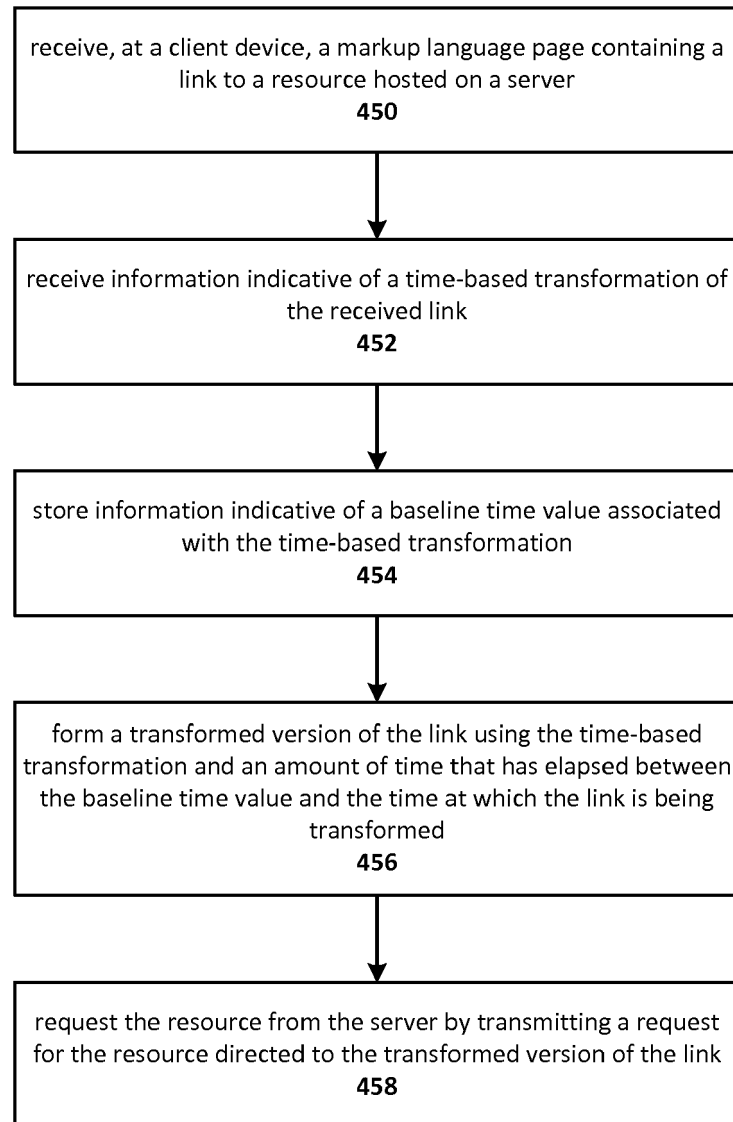 receive, at a client device, a markup language page containing a
link to a resource hosted on a server
450
receive information indicative of a time-based transformation of
the received link
452
store information indicative of a baseline time value associated
with the time-based transformation
454
form a transformed version of the link using the time-based
transformation and an amount of time that has elapsed between
the baseline time value and the time at which the link is being
transformed
456
request the resource from the server by transmitting a request
for the resource directed to the transformed version of the link
458